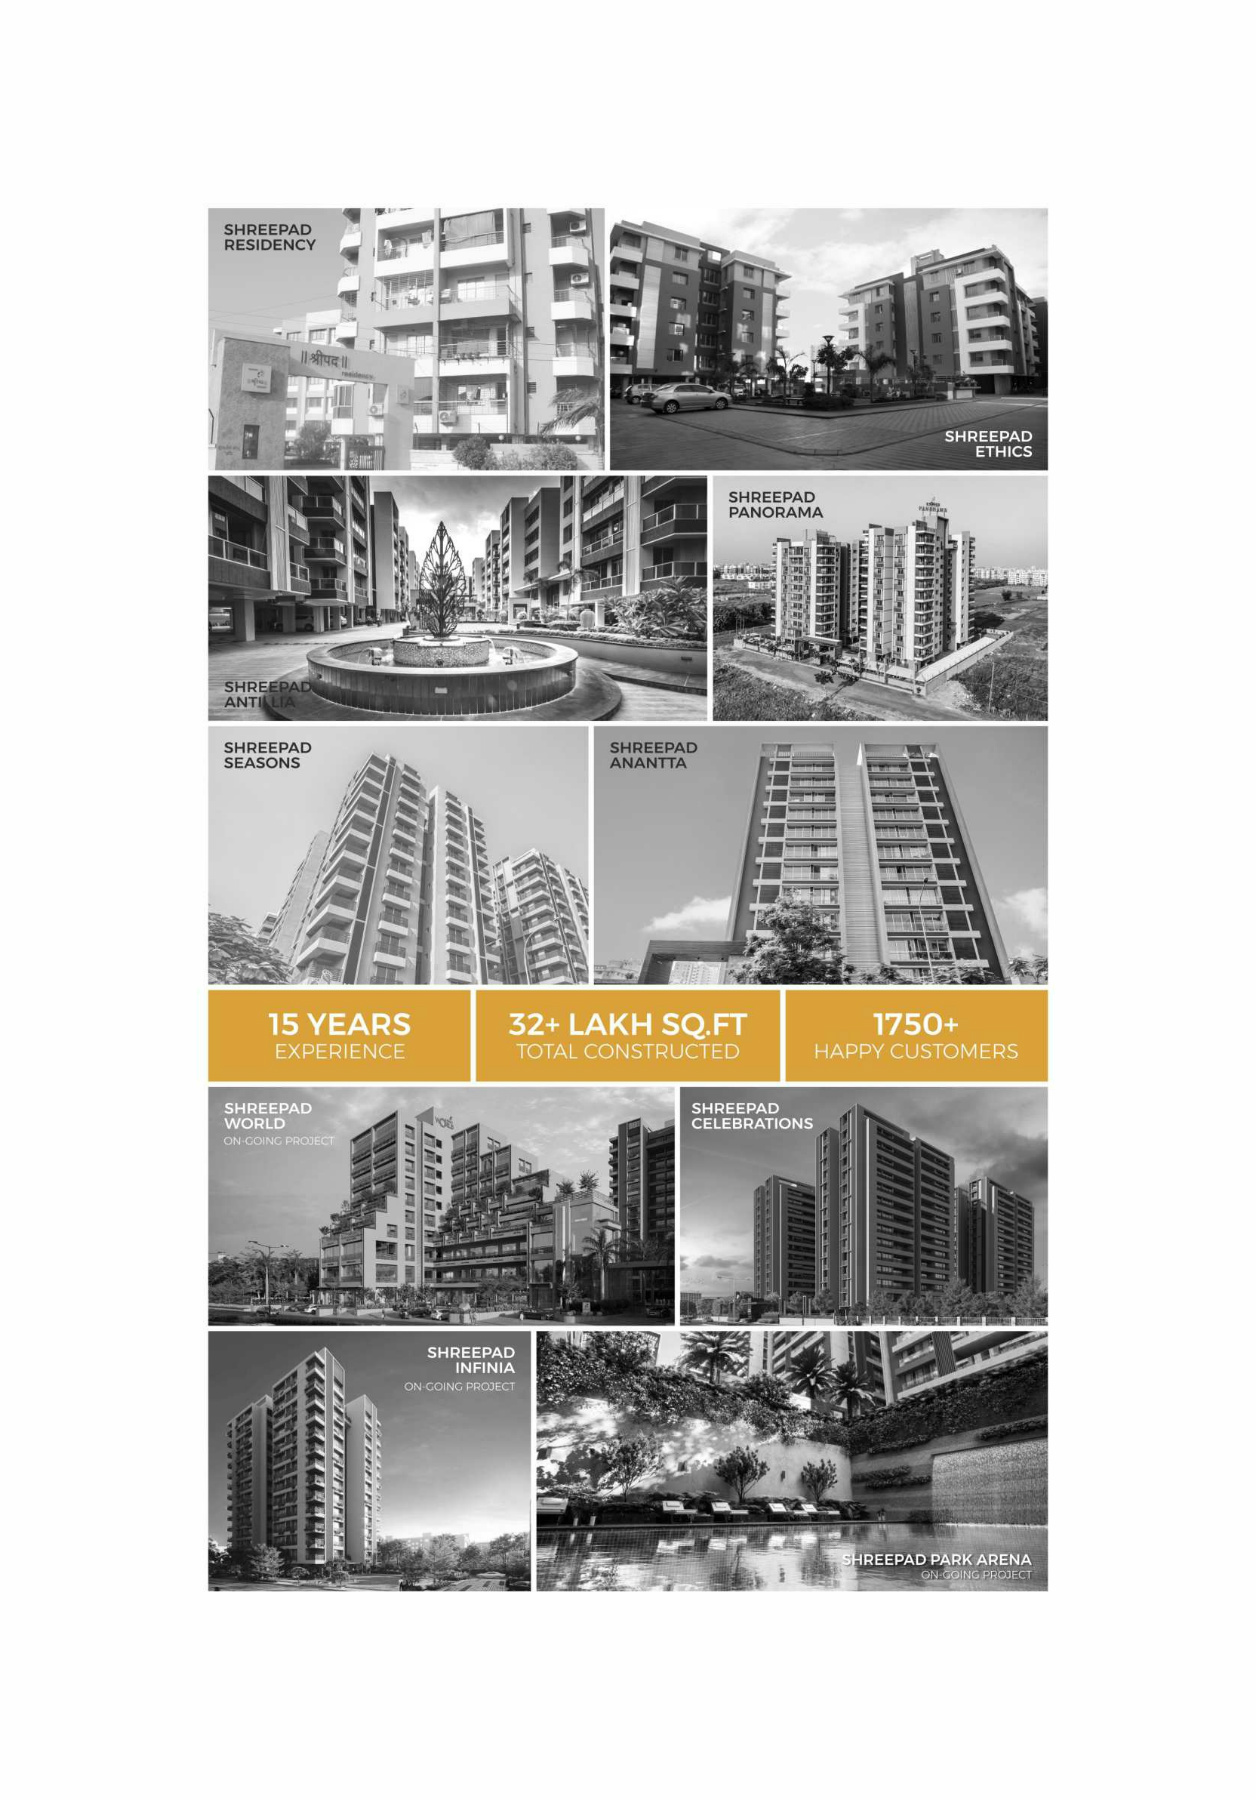 SHREEPAD
RESIDENCY
||श्रीपद||
residency
SHREEPAD
ETHICS
SHREEPAD
ANTILLIA
SHREEPAD
PANORAMA
PANORAMA
SHREEPAD
SEASONS
SHREEPAD
ANANTTA
15 YEARS
EXPERIENCE
32+ LAKH SQ.FT
TOTAL CONSTRUCTED
1750+
HAPPY CUSTOMERS
SHREEPAD
WORLD
ON-GOING PROJECT
SHREEPAD
CELEBRATIONS
SHREEPAD
INFINIA
ON-GOING PROJECT
SHREEPAD PARK ARENA
ON-GOING PROJECT